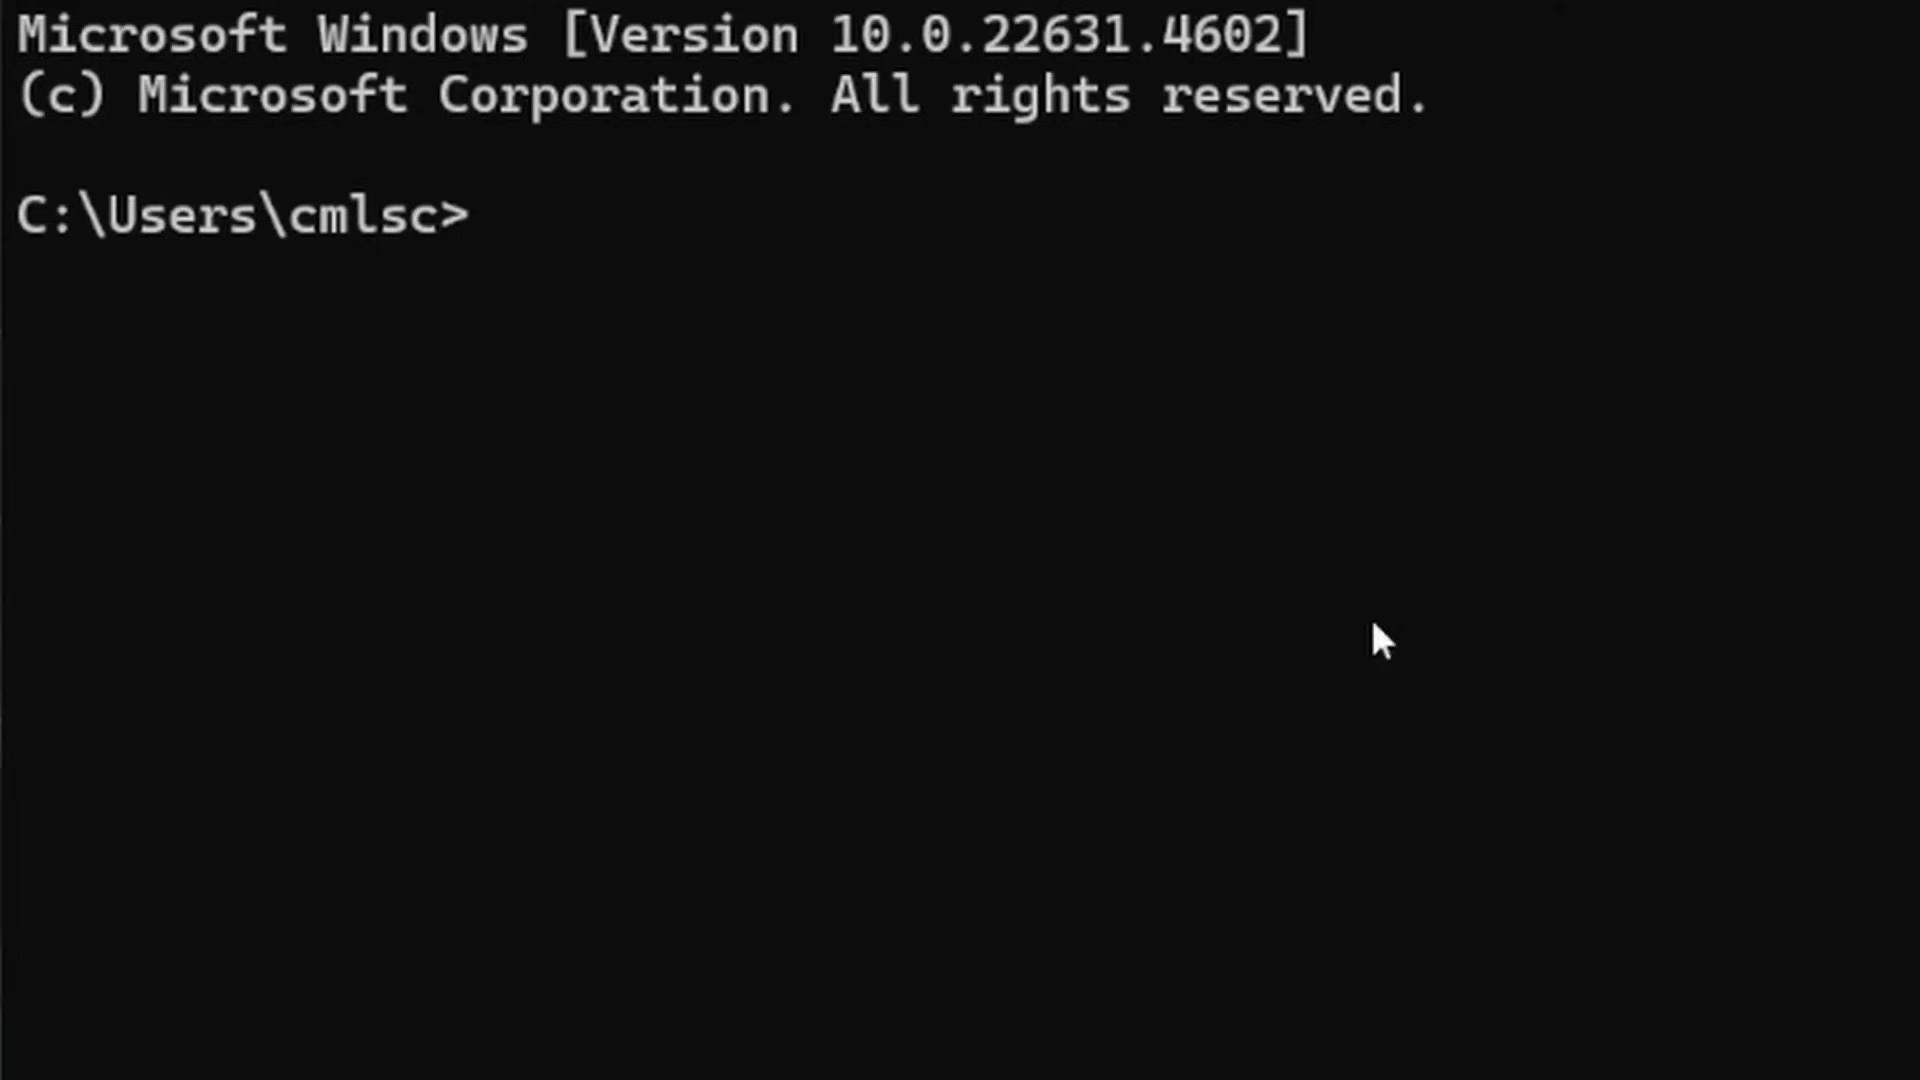 Microsoft Windows [Version 10.0.22631.4602]
(c) Microsoft Corporation. All rights reserved.
C:\Users\cmlsc>